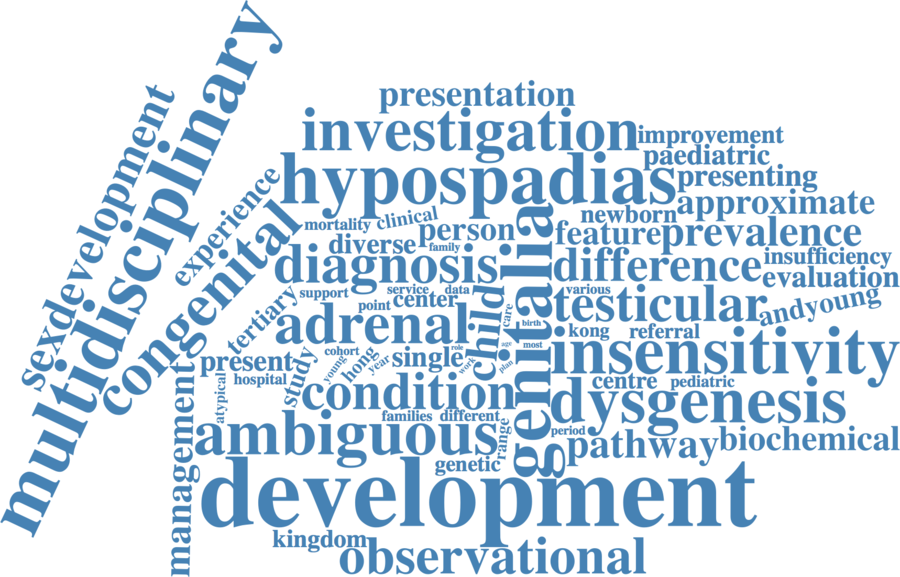 multidisciplinary
sexdevelopment
presentation
investigation
improvement
hypospadias
paediatric
presenting
experience
congenital
approximate
mortality
clinical
newborn
person
diverse
family
feature
prevalence
diagnosis
difference
insufficiency
evaluation
genitalia
tertiary
support
service
data
various
point
center
child
care
testicular
andyoung
adrenal
birth
kong
referral
present
hospital
study
cohort
young
hong
year
single
role
work
age
plan
most
insensitivity
atypical
condition
centre
pediatric
dysgenesis
management
families
different
range
ambiguous
period
pathway
biochemical
genetic
development
kingdom
observational